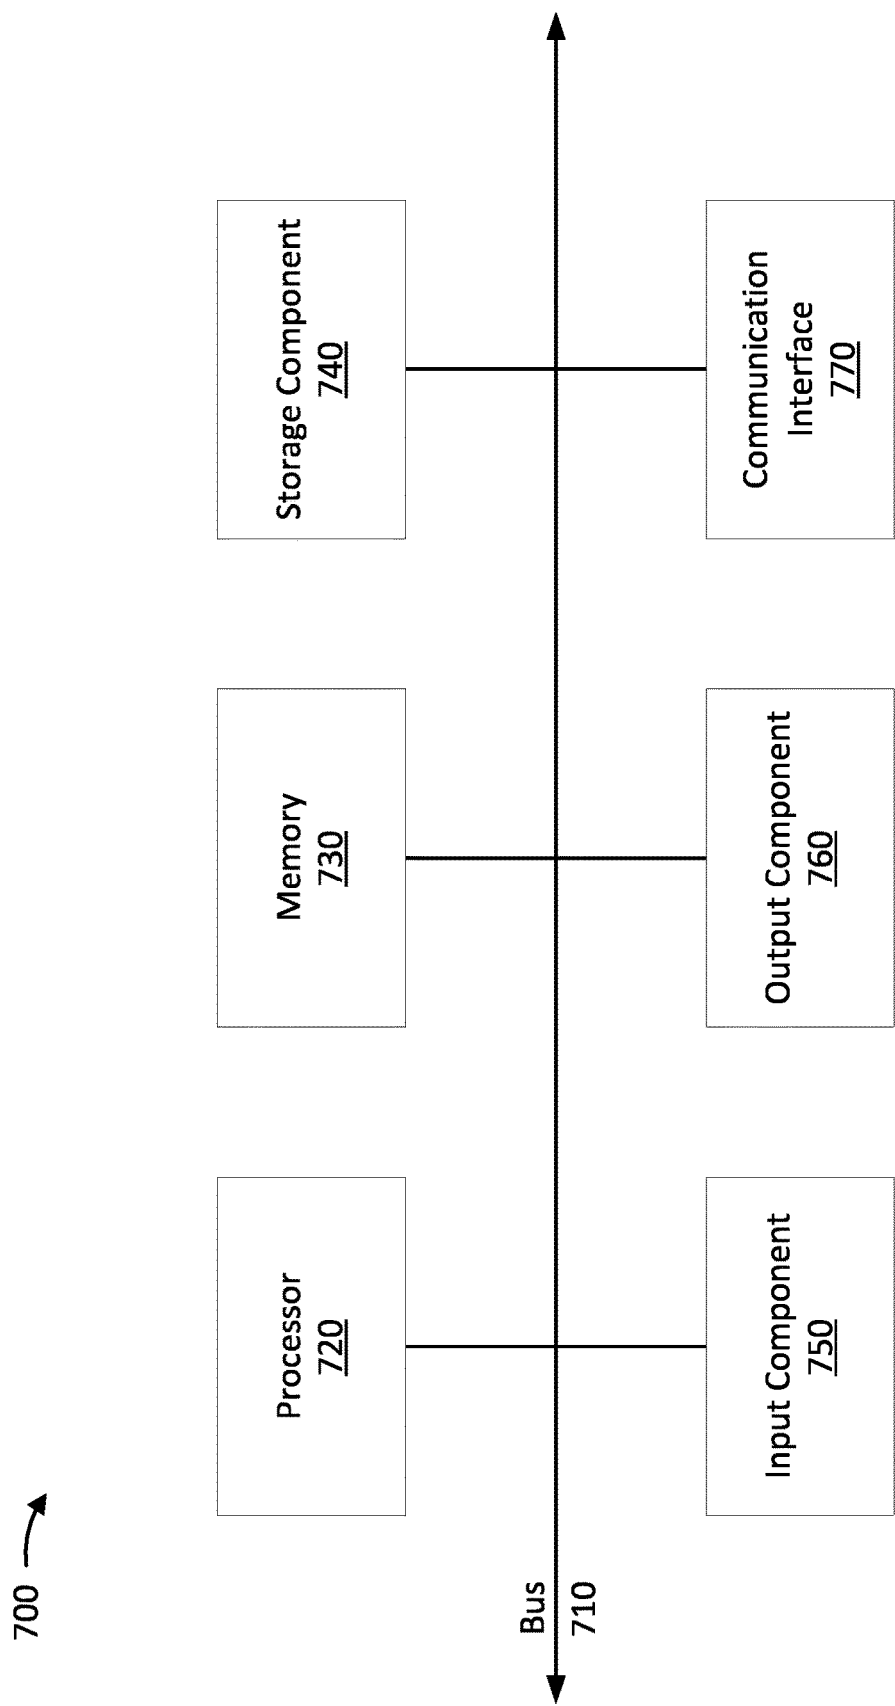 700
Processor
720
Memory
730
Storage Component
740
Bus
710
Input Component
750
Output Component
760
Communication
Interface
770